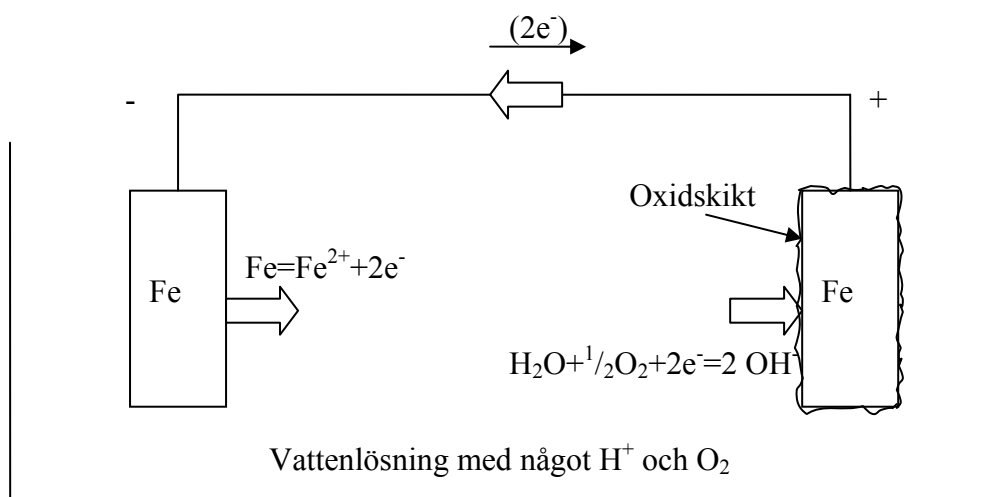 (2e⁻)
- +
Oxidskikt
Fe=Fe²⁺+2e⁻
Fe Fe
H₂O+¹/₂O₂+2e⁻=2 OH⁻
Vattenlösning med något H⁺ och O₂